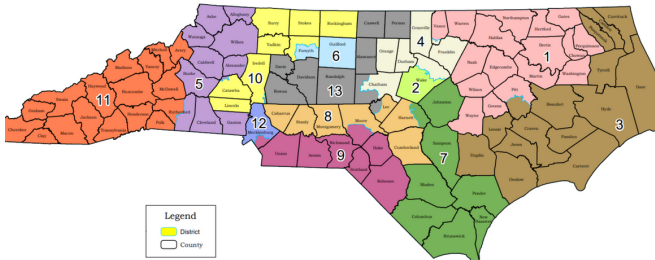 Ashe
Alleghany
Surry
Stokes
Rockingham
Caswell
Person
Granville
Vance
Warren
Northampton
Gates
Hertford
Halifax
Currituck
Watauga
Wilkes
Yadkin
Forsyth
Guilford
6
Orange
Durham
4
Franklin
Nash
Bertie
1
Perquimans
Chowan
Mitchell
Avery
Caldwell
Alexander
Iredell
Davie
Davidson
Randolph
Chatham
Wake
2
Edgecombe
Martin
Washington
Tyrrell
Dare
Madison
Yancey
Burke
5
10
Catawba
Rowan
13
Wilson
Pitt
Haywood
Buncombe
McDowell
11
Swain
Graham
Jackson
Henderson
Rutherford
Polk
Lincoln
Cleveland
Gaston
12
Mecklenburg
Cabarrus
Stanly
8
Montgomery
Moore
Lee
Harnett
Johnston
Greene
Wayne
Beaufort
Hyde
3
Cherokee
Clay
Macon
Transylvania
Union
Anson
Richmond
9
Hoke
Scotland
Cumberland
Sampson
7
Duplin
Lenoir
Craven
Jones
Pamlico
Carteret
Onslow
Robeson
Bladen
Pender
Columbus
New Hanover
Brunswick
Legend
District
County